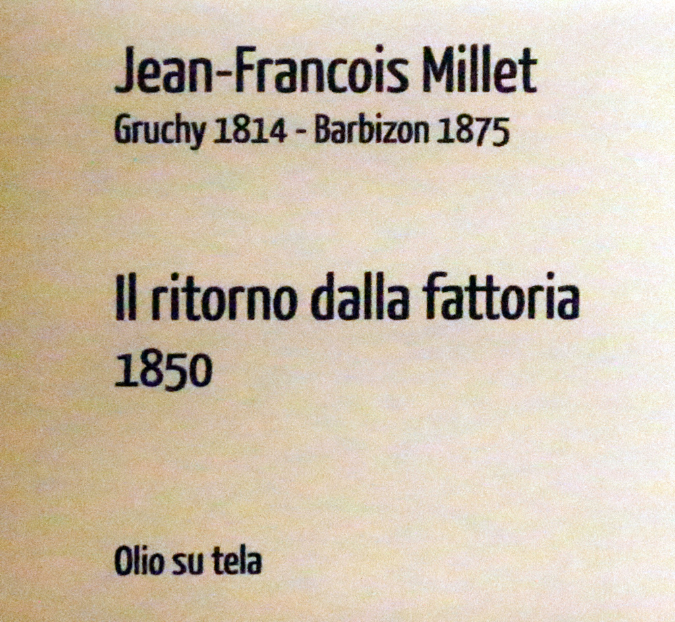 Jean-Francois Millet
Gruchy 1814 - Barbizon 1875
Il ritorno dalla fattoria
1850
Olio su tela